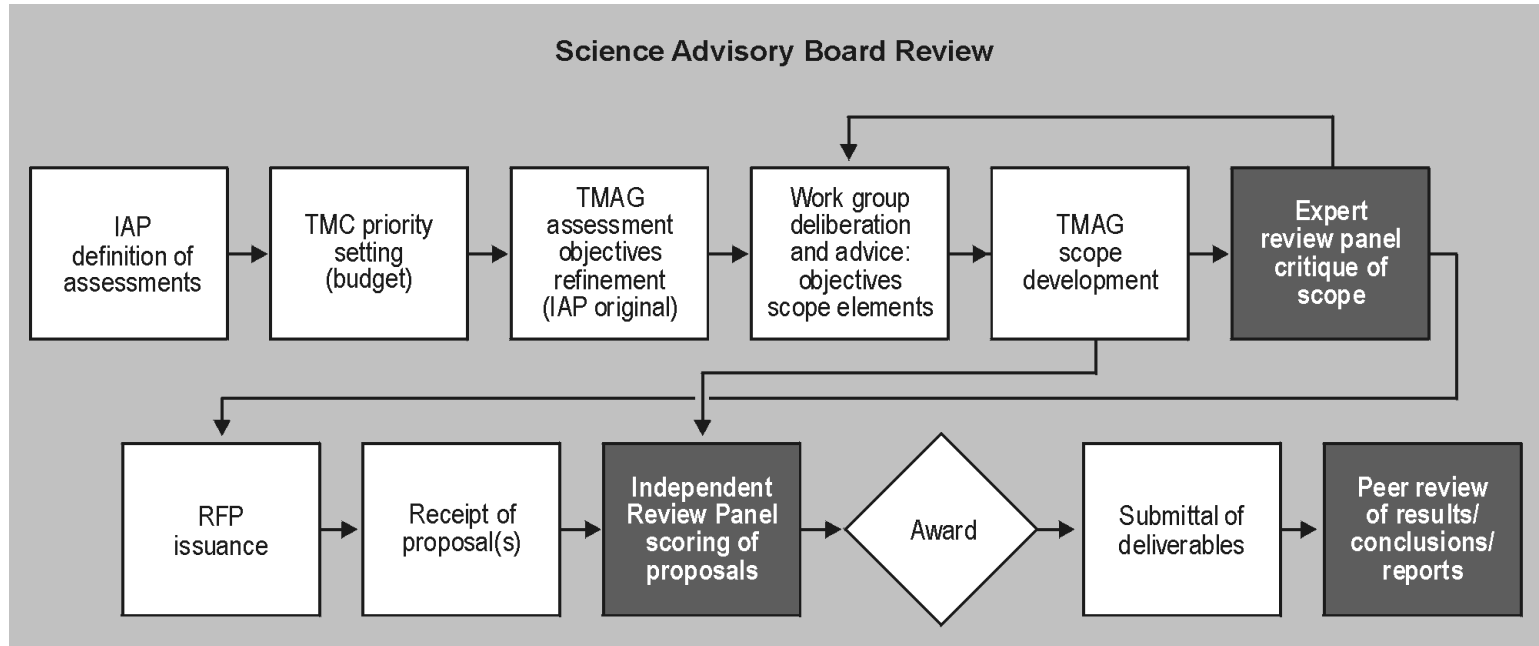 Science Advisory Board Review
IAP
definition of
assessments
TMC priority
setting
(budget)
TMAG
assessment
objectives
refinement
(IAP original)
Work group
deliberation
and advice:
objectives
scope elements
TMAG
scope
development
Expert
review panel
critique of
scope
RFP
issuance
Receipt of
proposal(s)
Independent
Review Panel
scoring of
proposals
Award
Submittal of
deliverables
Peer review
of results/
conclusions/
reports